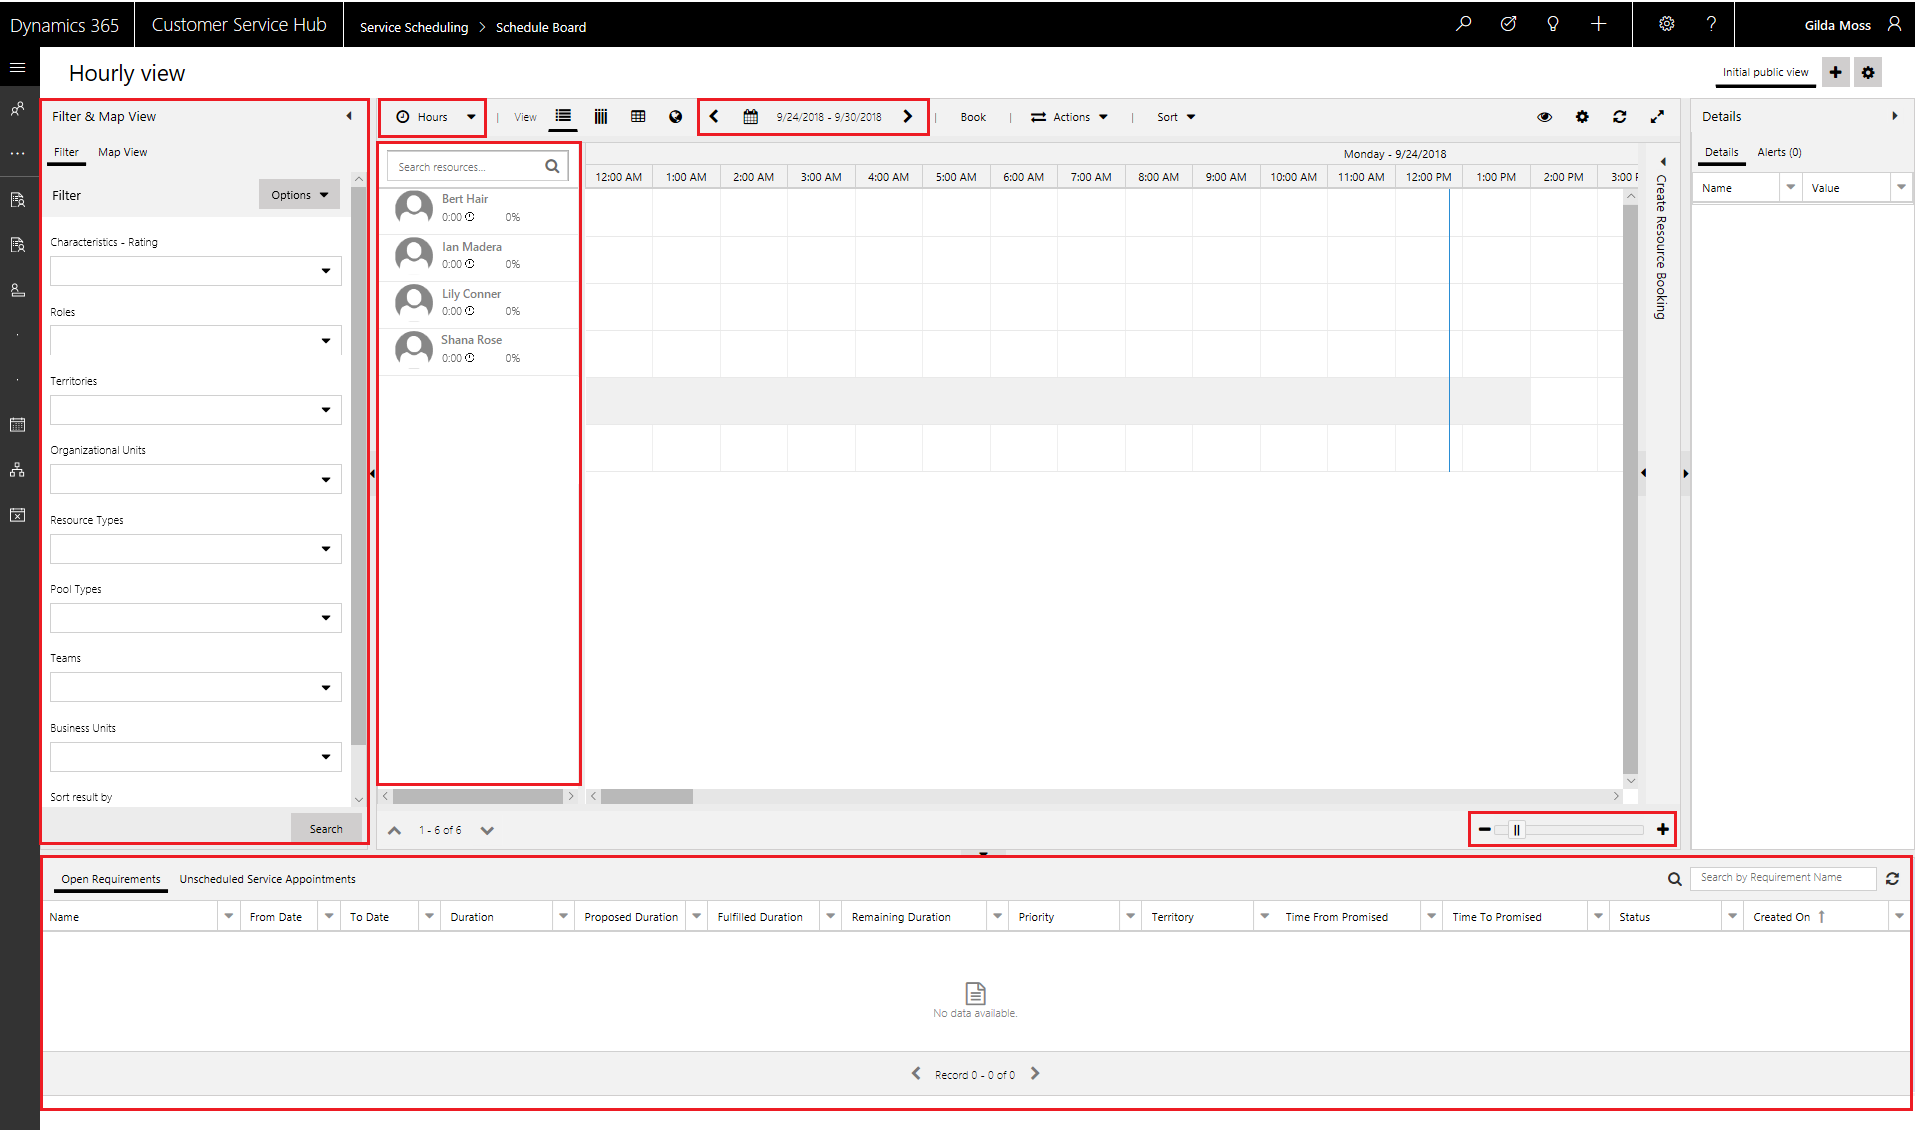 Dynamics 365
Customer Service Hub
Service Scheduling > Schedule Board
Gilda Moss
Hourly view
Initial public view
Filter & Map View
Filter
Map View
Filter
Options
Characteristics - Rating
Roles
Territories
Organizational Units
Resource Types
Pool Types
Teams
Business Units
Sort result by
Search
Hours
View
9/24/2018 - 9/30/2018
Book
Actions
Sort
Search resources...
Bert Hair
0:00 0%
Ian Madera
0:00 0%
Lily Conner
0:00 0%
Shana Rose
0:00 0%
Monday - 9/24/2018
12:00 AM 1:00 AM 2:00 AM 3:00 AM 4:00 AM 5:00 AM 6:00 AM 7:00 AM 8:00 AM 9:00 AM 10:00 AM 11:00 AM 12:00 PM 1:00 PM 2:00 PM 3:00 P
Create Resource Booking
1 - 6 of 6
Details
Details
Alerts (0)
Name
Value
Open Requirements
Unscheduled Service Appointments
Search by Requirement Name
Name From Date To Date Duration Proposed Duration Fulfilled Duration Remaining Duration Priority Territory Time From Promised Time To Promised Status Created On
No data available.
Record 0 - 0 of 0